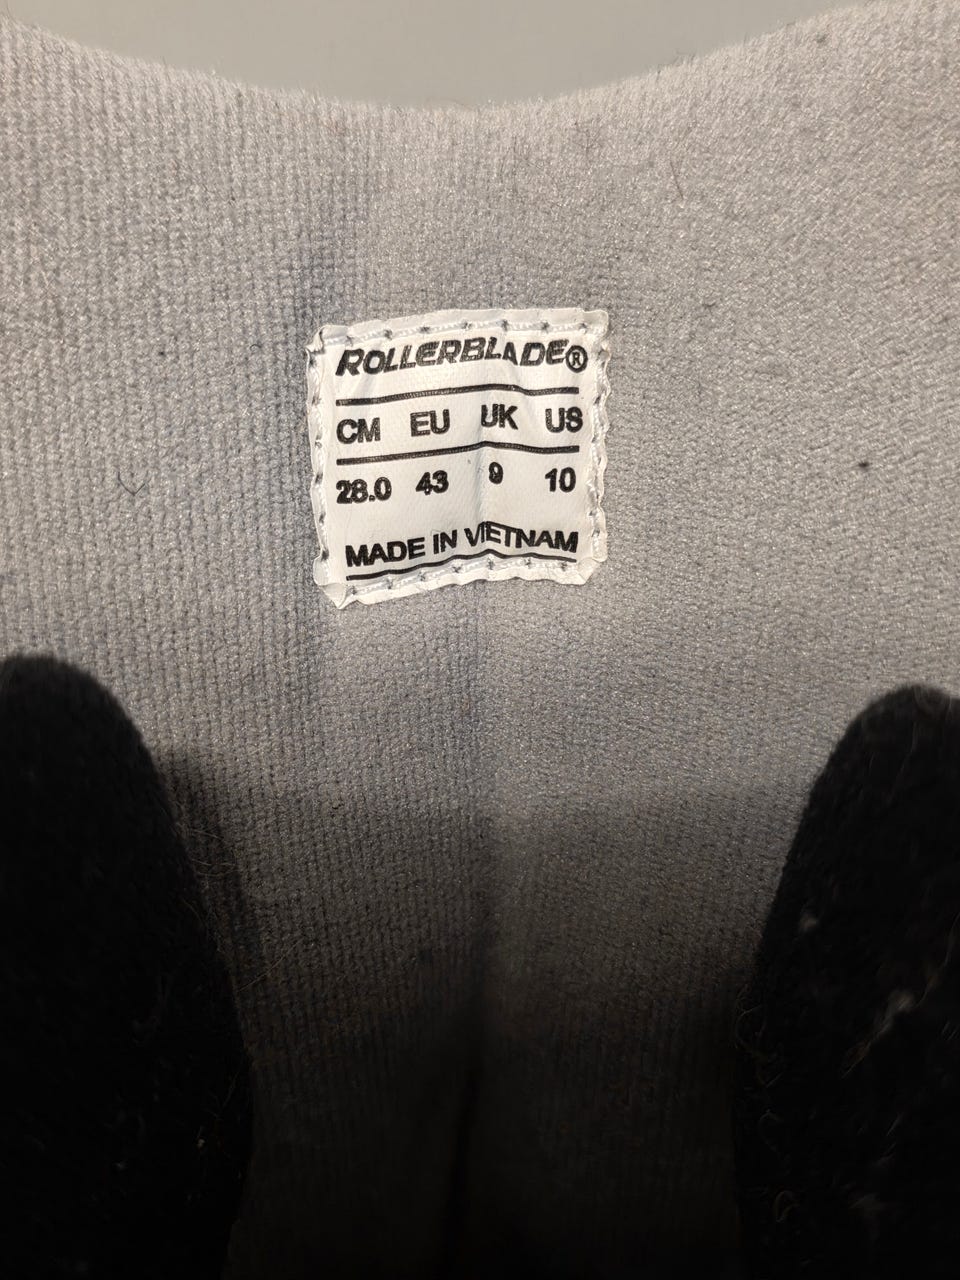 ROLLERBLADE®
CM EU UK US
28.0 43 9 10
MADE IN VIETNAM